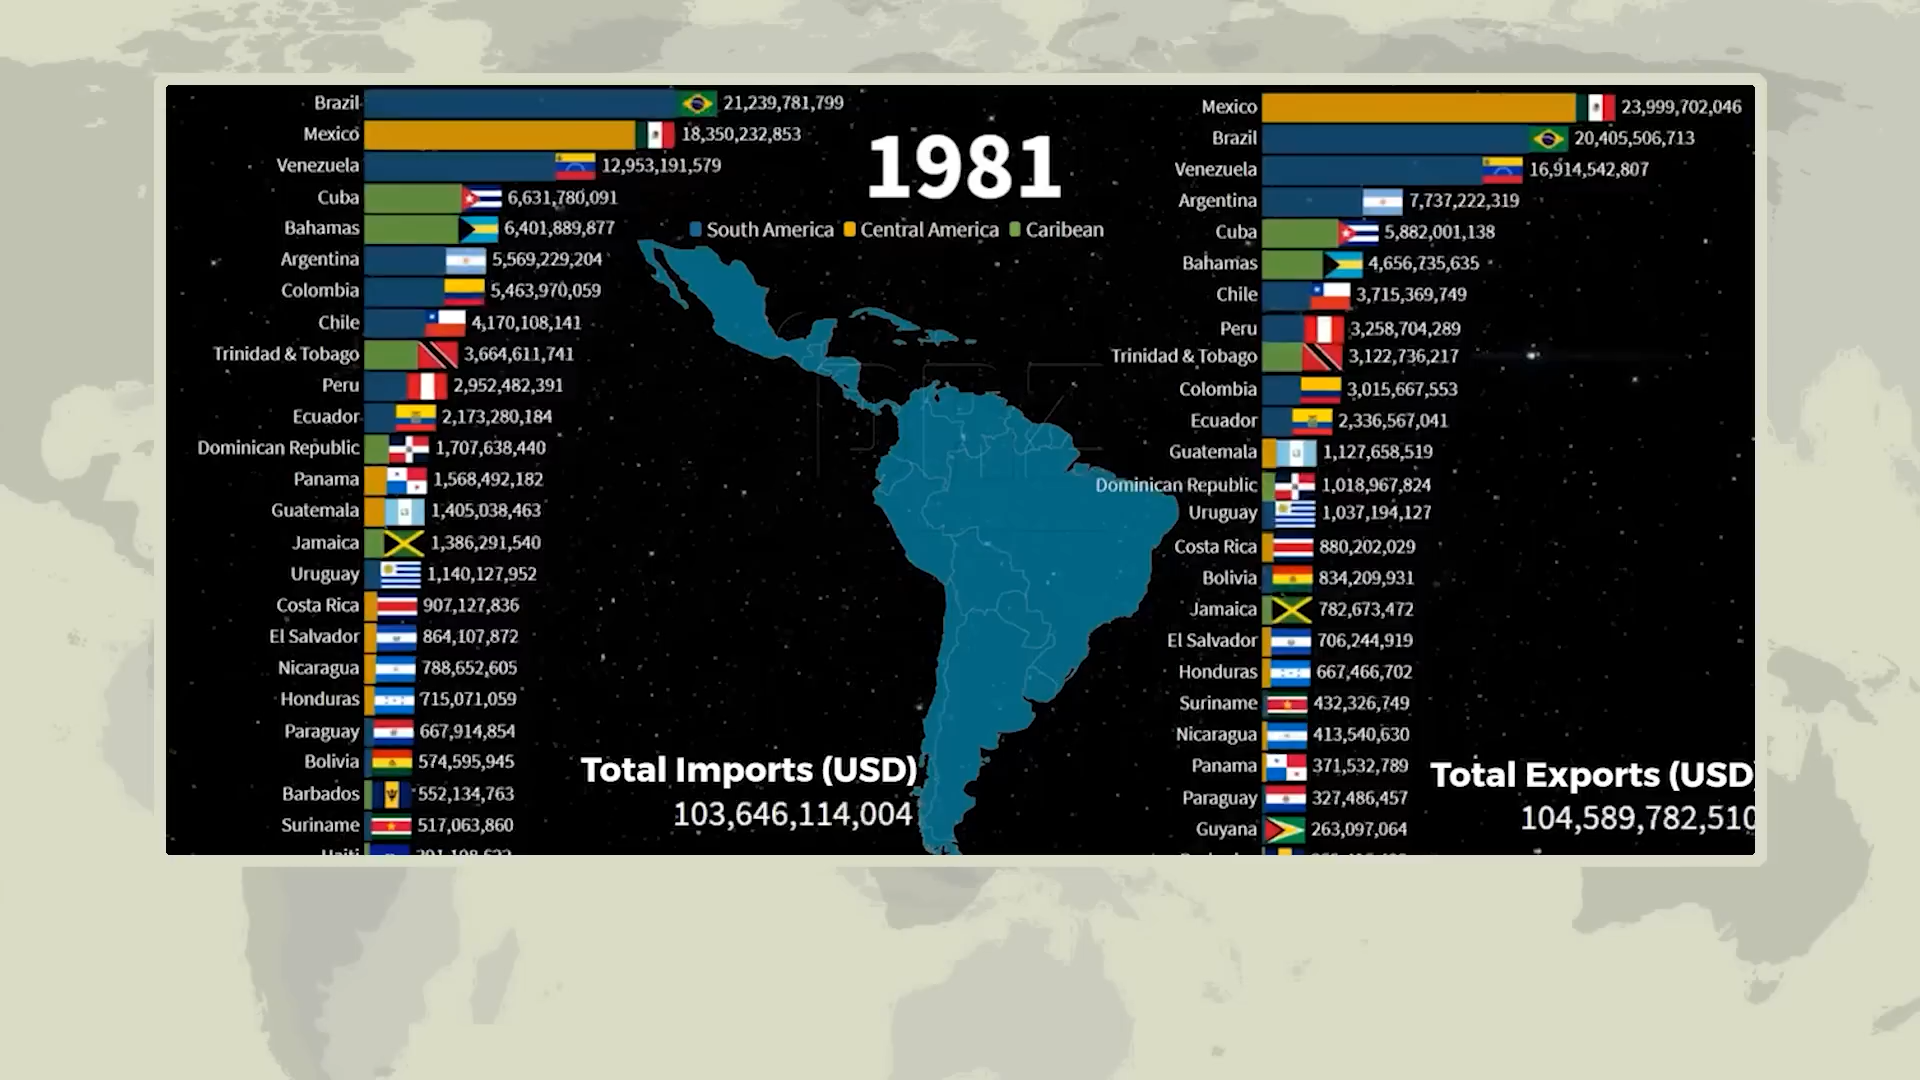 Brazil 21,239,781,799
Mexico 18,350,232,853
Venezuela 12,953,191,579
Cuba 6,631,780,091
Bahamas 6,401,889,877
Argentina 5,569,229,204
Colombia 5,463,970,059
Chile 4,170,108,141
Trinidad & Tobago 3,664,611,741
Peru 2,952,482,391
Ecuador 2,173,280,184
Dominican Republic 1,707,638,440
Panama 1,568,492,182
Guatemala 1,405,038,463
Jamaica 1,386,291,540
Uruguay 1,140,127,952
Costa Rica 907,127,836
El Salvador 864,107,872
Nicaragua 788,652,605
Honduras 715,071,059
Paraguay 667,914,854
Bolivia 574,595,945
Barbados 552,134,763
Suriname 517,063,860
Haiti
1981
South America Central America Caribean
Total Imports (USD)
103,646,114,004
Mexico 23,999,702,046
Brazil 20,405,506,713
Venezuela 16,914,542,807
Argentina 7,737,222,319
Cuba 5,882,001,138
Bahamas 4,656,735,635
Chile 3,715,369,749
Peru 3,258,704,289
Trinidad & Tobago 3,122,736,217
Colombia 3,015,667,553
Ecuador 2,336,567,041
Guatemala 1,127,658,519
Dominican Republic 1,018,967,824
Uruguay 1,037,194,127
Costa Rica 880,202,029
Bolivia 834,209,931
Jamaica 782,673,472
El Salvador 706,244,919
Honduras 667,466,702
Suriname 432,326,749
Nicaragua 413,540,630
Panama 371,532,789
Paraguay 327,486,457
Guyana 263,097,064
Total Exports (USD)
104,589,782,510